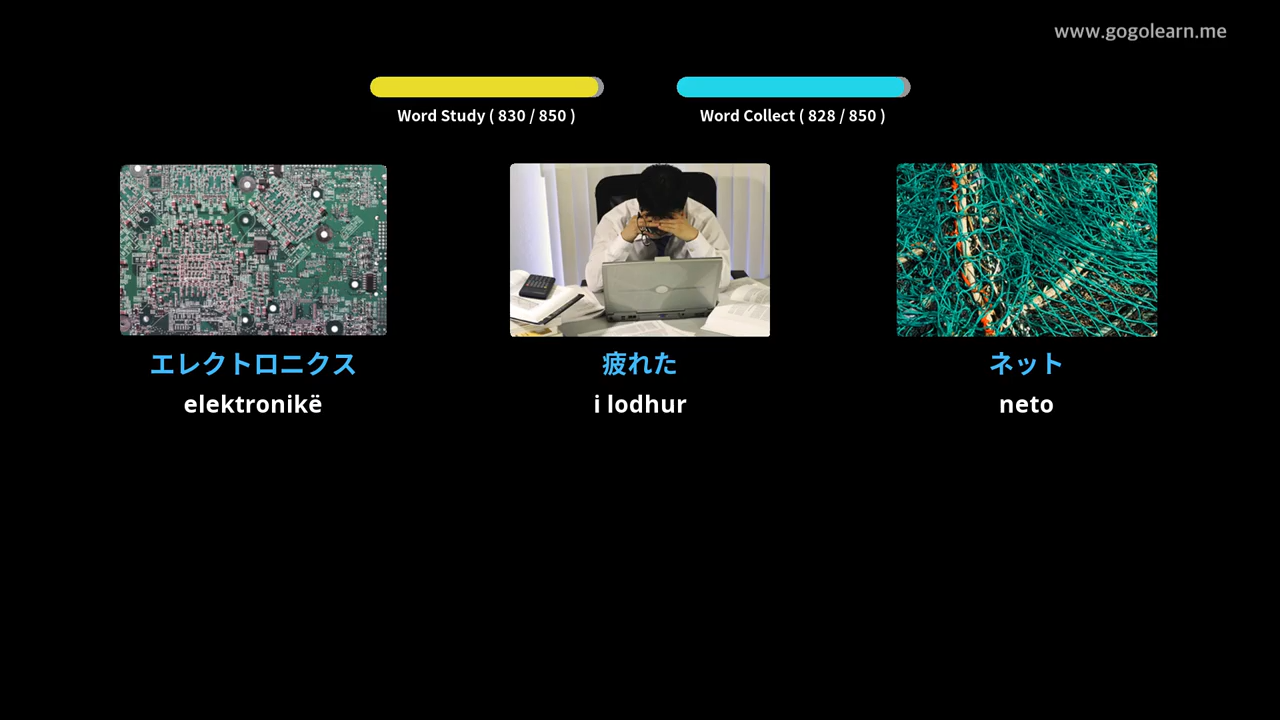 www.gogolearn.me
Word Study ( 830 / 850 )
Word Collect ( 828 / 850 )
エレクトロニクス
疲れた
ネット
elektronikë
i lodhur
neto